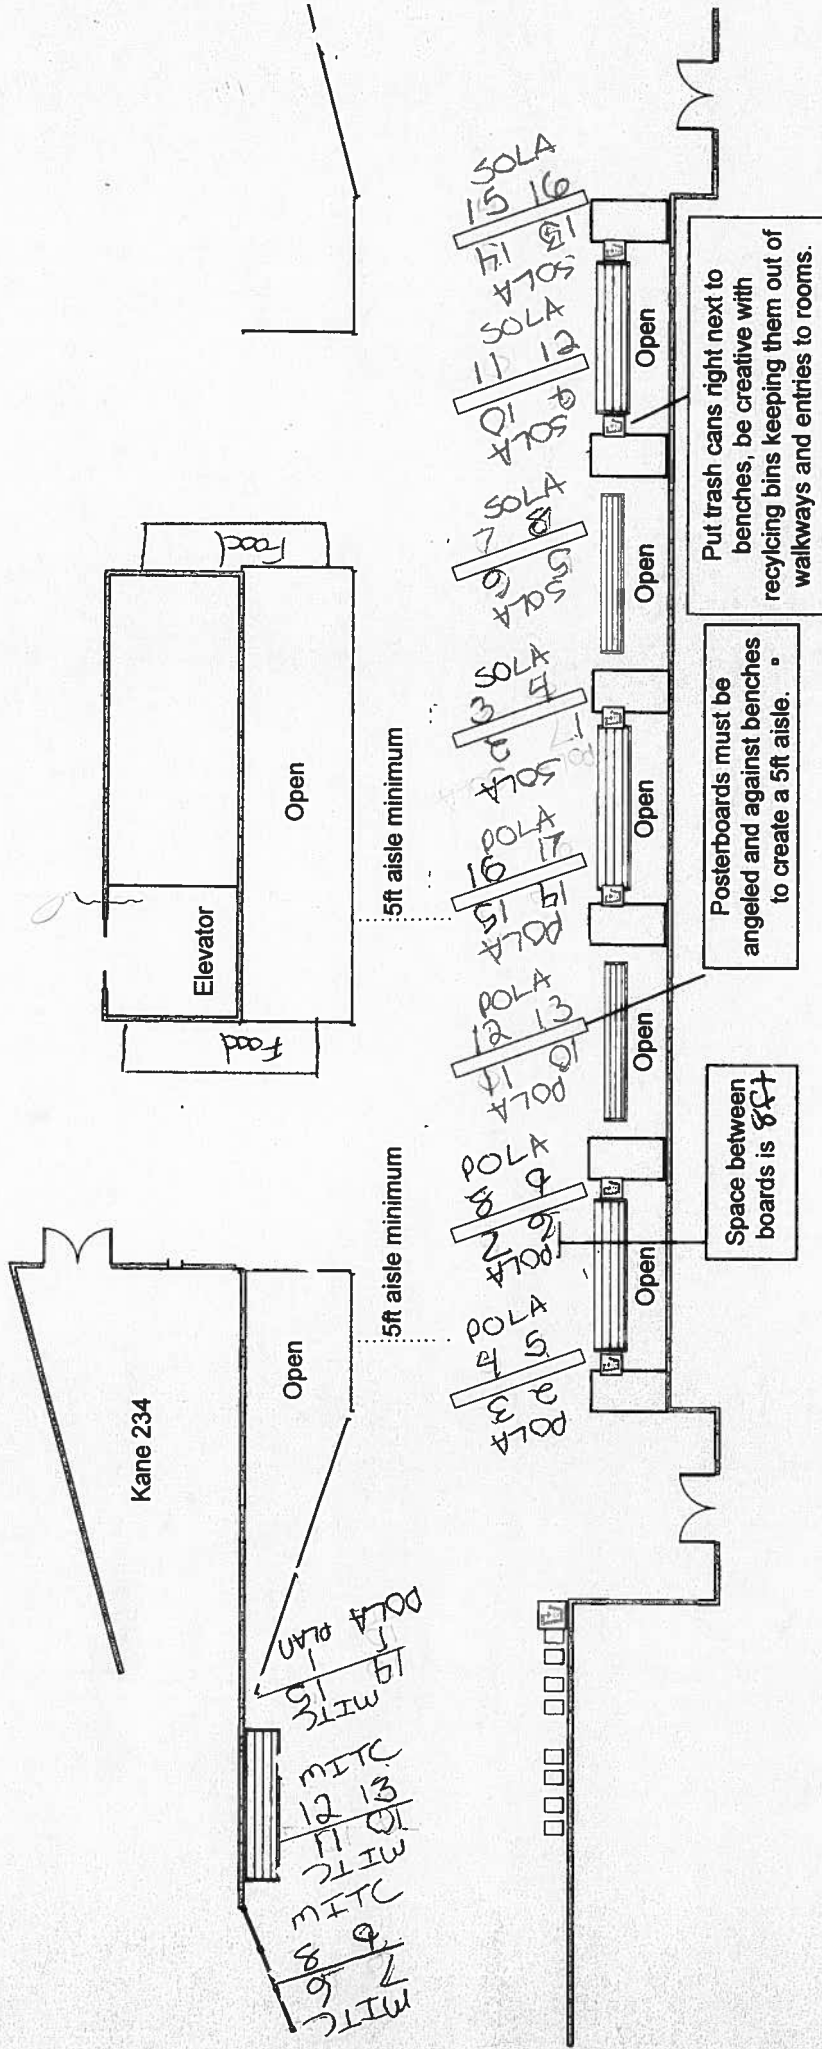 Kane 234
Open
Food
Elevator
Open
Food
5ft aisle minimum
5ft aisle minimum
MITC
7 6
8 9
MITC
MITC
10 11
12 13
MITC
MITC
14 15
1 1
POLA PLAN
POLA
2 3
4 5
POLA
POLA
6 7
8 9
POLA
POLA
10 11
12 13
POLA
POLA
14 15
16 17
POLA
SOLA
1 2
3 4
SOLA
SOLA
5 6
7 8
SOLA
SOLA
9 10
11 12
SOLA
SOLA
13 14
15 16
SOLA
Open
Open
Open
Open
Open
Space between
boards is 8ft
Posterboards must be
angeled and against benches
to create a 5ft aisle.
Put trash cans right next to
benches, be creative with
recylcing bins keeping them out of
walkways and entries to rooms.